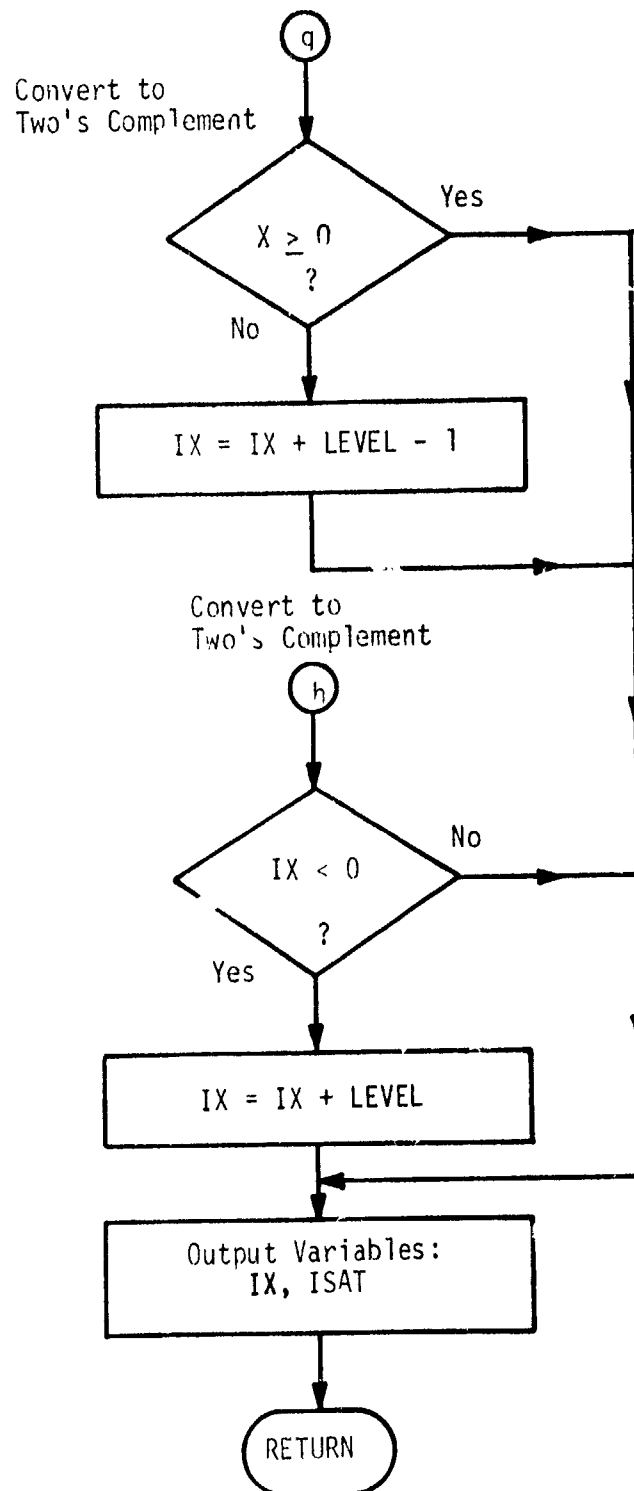 q
Convert to
Two's Complement
Yes
X ≥ 0
?
No
IX = IX + LEVEL - 1
Convert to
Two's Complement
h
No
IX < 0
?
Yes
IX = IX + LEVEL
Output Variables:
IX, ISAT
RETURN